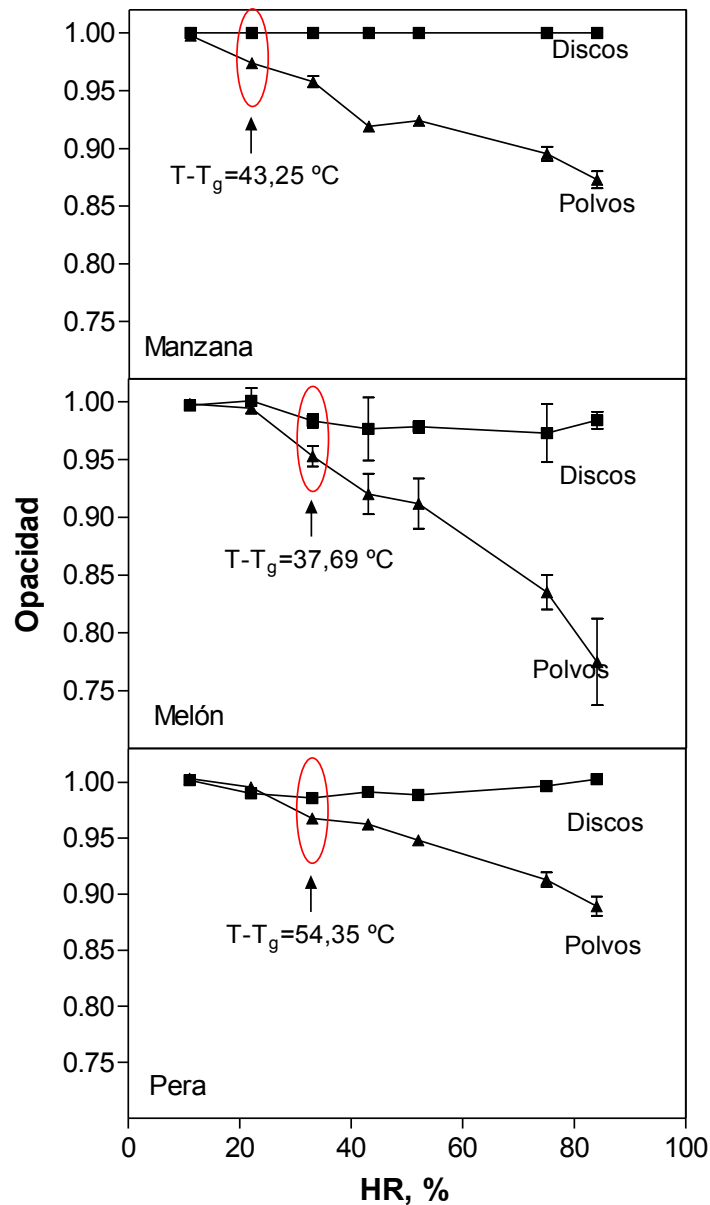 1.00
0.95
0.90
0.85
0.80
0.75
Discos
T-Tg=43,25 ºC
Polvos
Manzana
1.00
0.95
0.90
0.85
0.80
0.75
Discos
T-Tg=37,69 ºC
Polvos
Melón
Opacidad
1.00
0.95
0.90
0.85
0.80
0.75
Discos
T-Tg=54,35 ºC
Polvos
Pera
0 20 40 60 80 100
HR, %